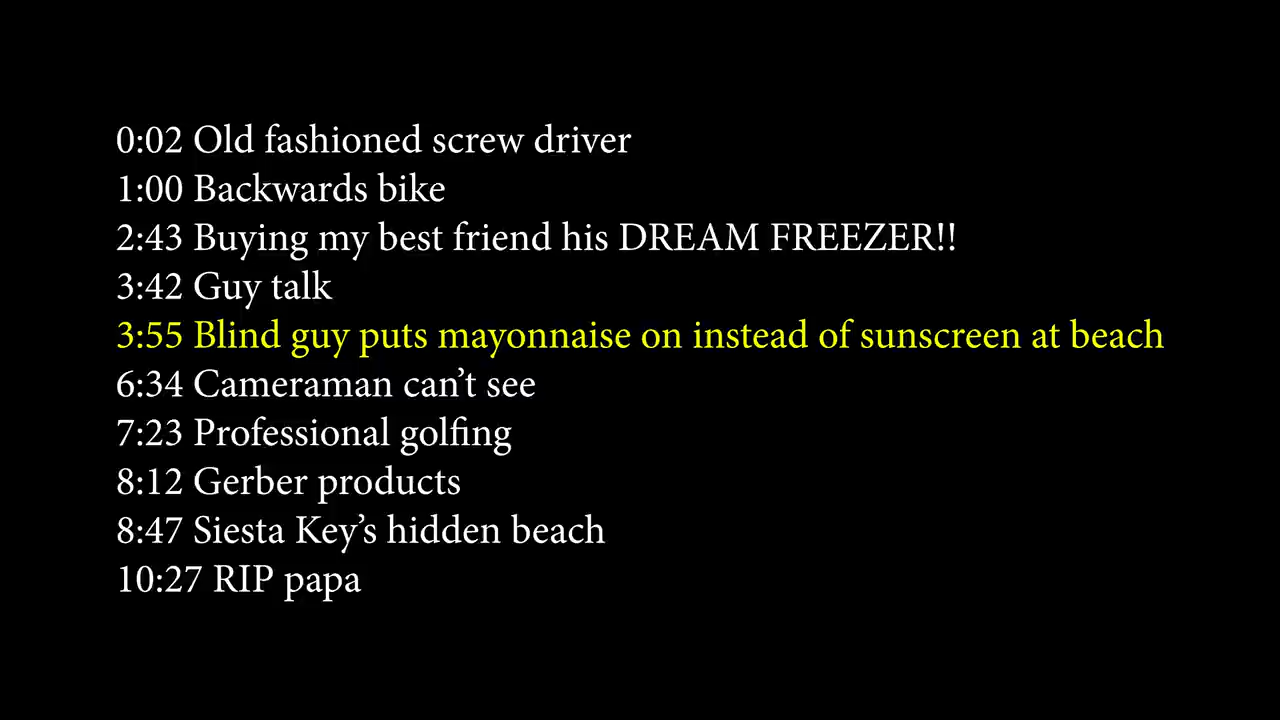 0:02 Old fashioned screw driver
1:00 Backwards bike
2:43 Buying my best friend his DREAM FREEZER!!
3:42 Guy talk
3:55 Blind guy puts mayonnaise on instead of sunscreen at beach
6:34 Cameraman can’t see
7:23 Professional golfing
8:12 Gerber products
8:47 Siesta Key’s hidden beach
10:27 RIP papa